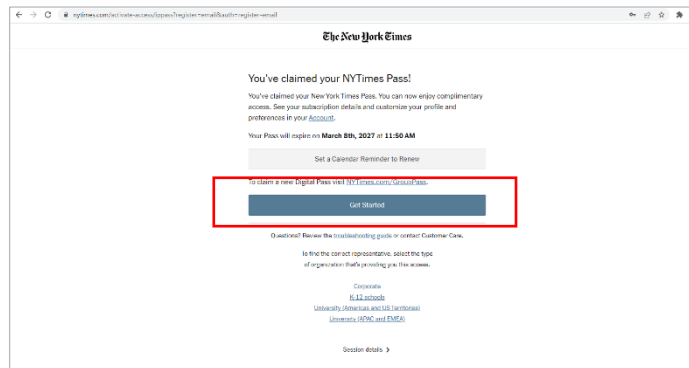 nytimes.com/activate-access/ippass?register=email&auth=register-email
The New York Times
You've claimed your NYTimes Pass!
You've claimed your New York Times Pass. You can now enjoy complimentary
access. See your subscription details and customize your profile and
preferences in your Account.
Your Pass will expire on March 8th, 2027 at 11:50 AM
Set a Calendar Reminder to Renew
To claim a new Digital Pass visit NYTimes.com/GroupPass.
Get Started
Questions? Review the troubleshooting guide or contact Customer Care.
To find the correct representative, select the type
of organization that's providing you this access.
Corporate
K-12 schools
University (Americas and US Territories)
University (APAC and EMEA)
Session details